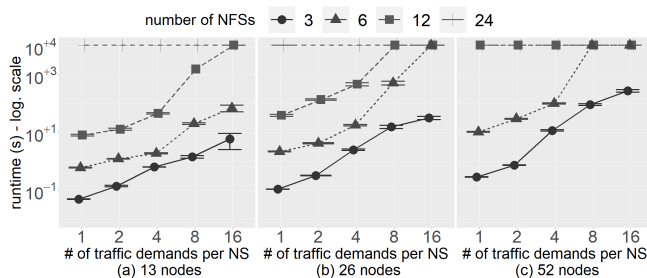 number of NFSs 3 6 12 24
runtime (s) - log. scale
10+4
10+3
10+1
10−1
1 2 4 8 16
1 2 4 8 16
1 2 4 8 16
# of traffic demands per NS
# of traffic demands per NS
# of traffic demands per NS
(a) 13 nodes
(b) 26 nodes
(c) 52 nodes